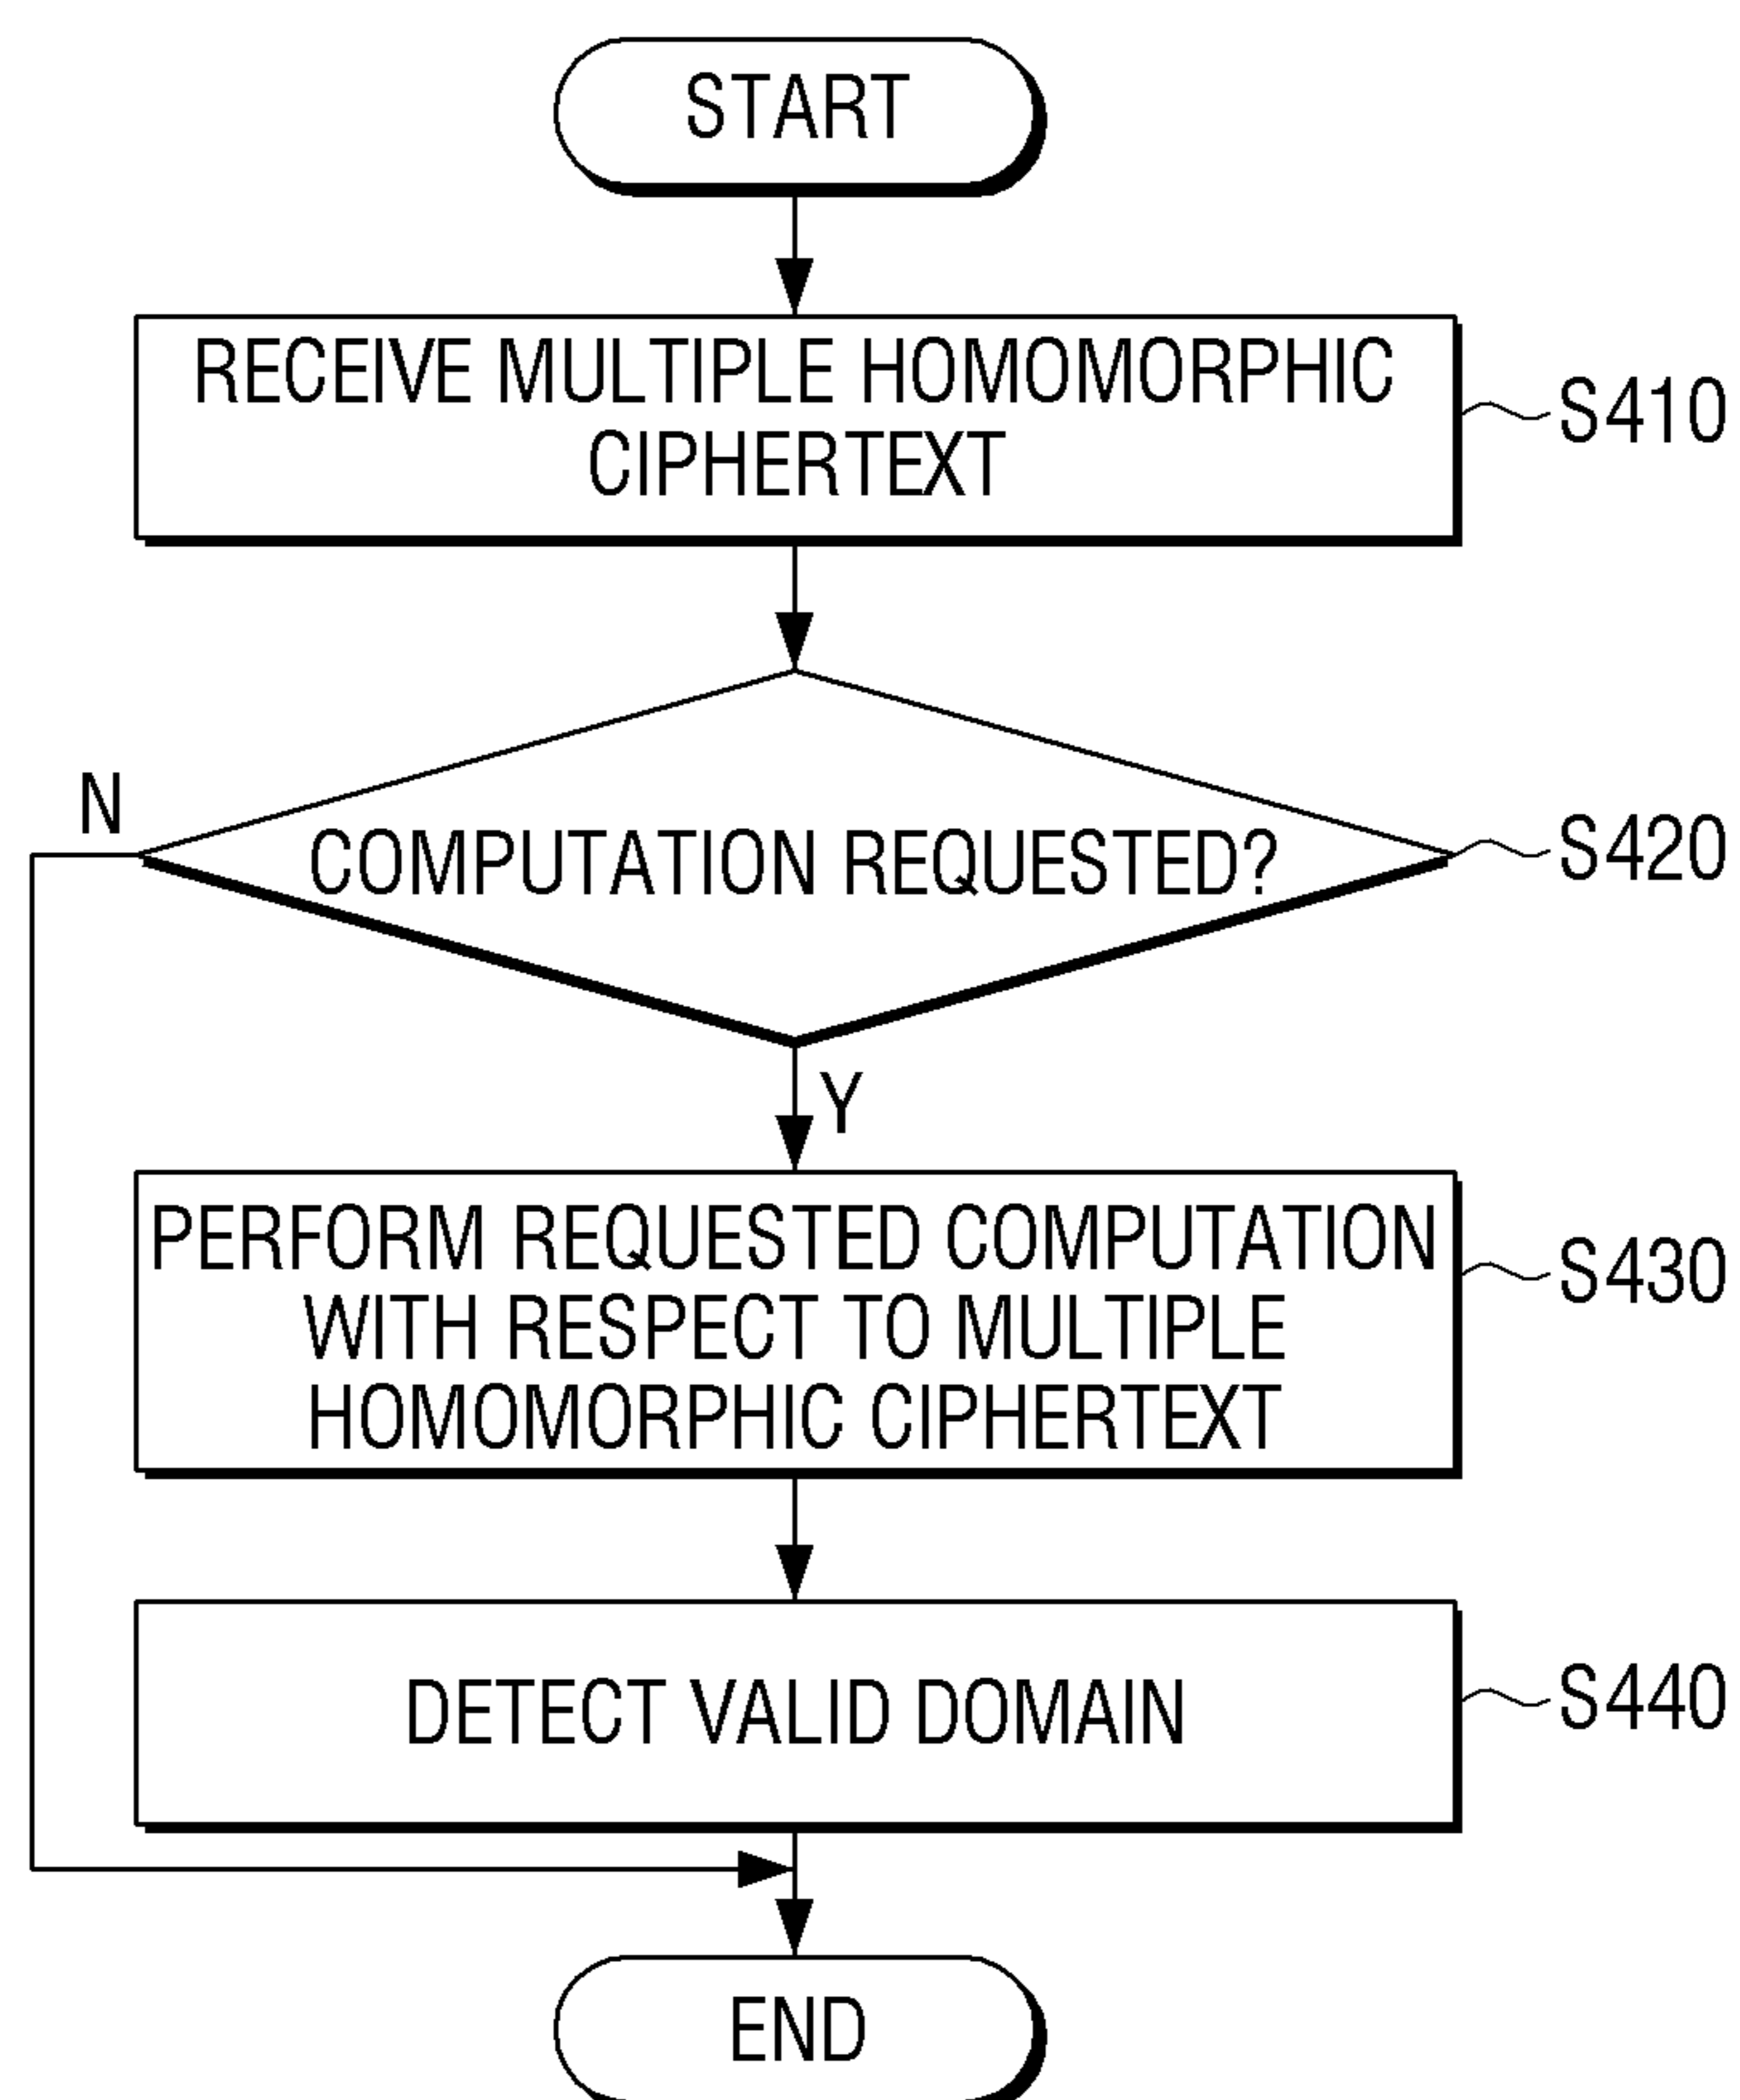 START
RECEIVE MULTIPLE HOMOMORPHIC
CIPHERTEXT
S410
N
COMPUTATION REQUESTED?
S420
Y
PERFORM REQUESTED COMPUTATION
WITH RESPECT TO MULTIPLE
HOMOMORPHIC CIPHERTEXT
S430
DETECT VALID DOMAIN
S440
END